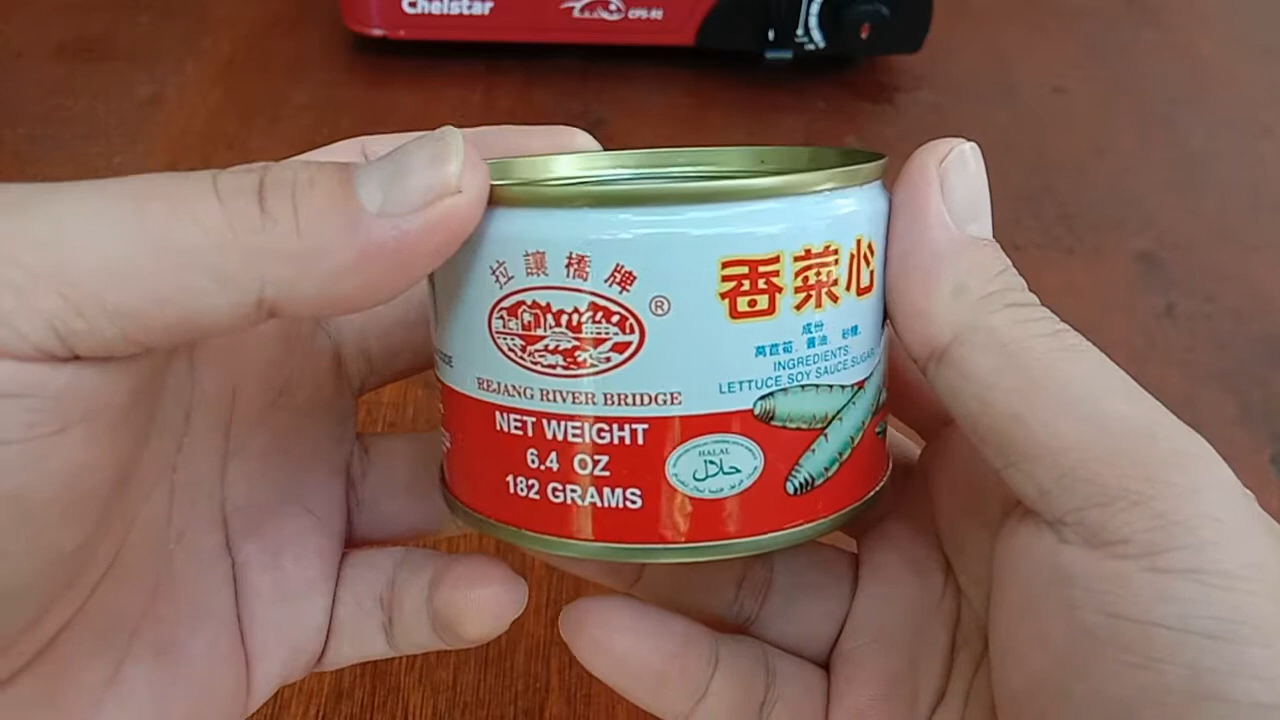 Chelstar
拉讓橋牌
®
REJANG RIVER BRIDGE
NET WEIGHT
6.4 OZ
182 GRAMS
香菜心
成份:
萵苣筍, 醬油, 砂糖,
INGREDIENTS:
LETTUCE,SOY SAUCE,SUGAR
HALAL
حلال